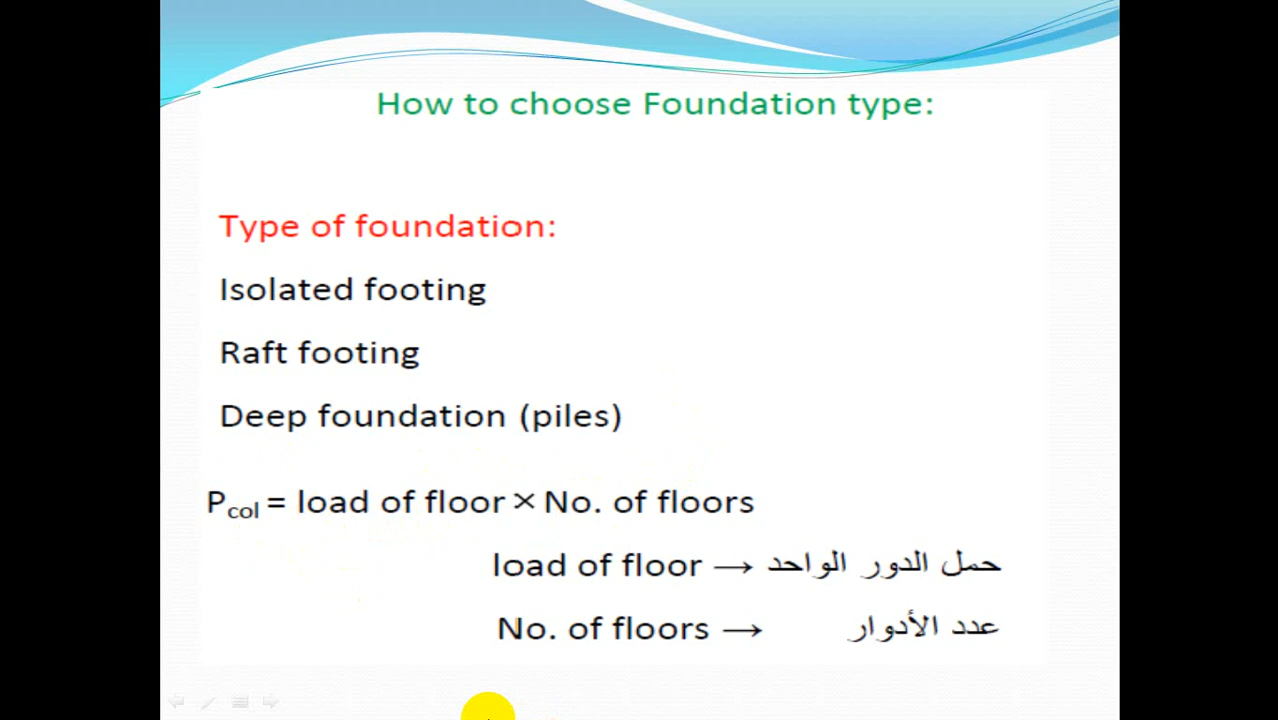 How to choose Foundation type:
Type of foundation:
Isolated footing
Raft footing
Deep foundation (piles)
Pcol = load of floor × No. of floors
load of floor → حمل الدور الواحد
No. of floors → عدد الأدوار